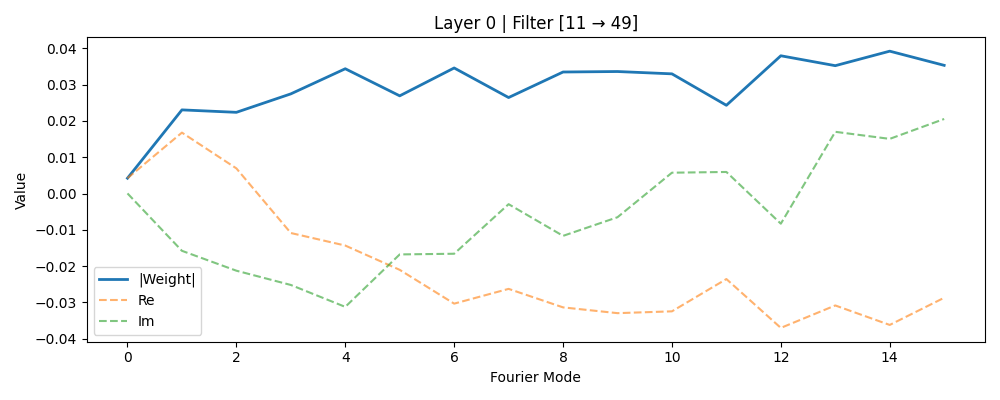 Layer 0 | Filter [11 → 49]
Value
0.04
0.03
0.02
0.01
0.00
−0.01
−0.02
−0.03
−0.04
|Weight|
Re
Im
0 2 4 6 8 10 12 14
Fourier Mode